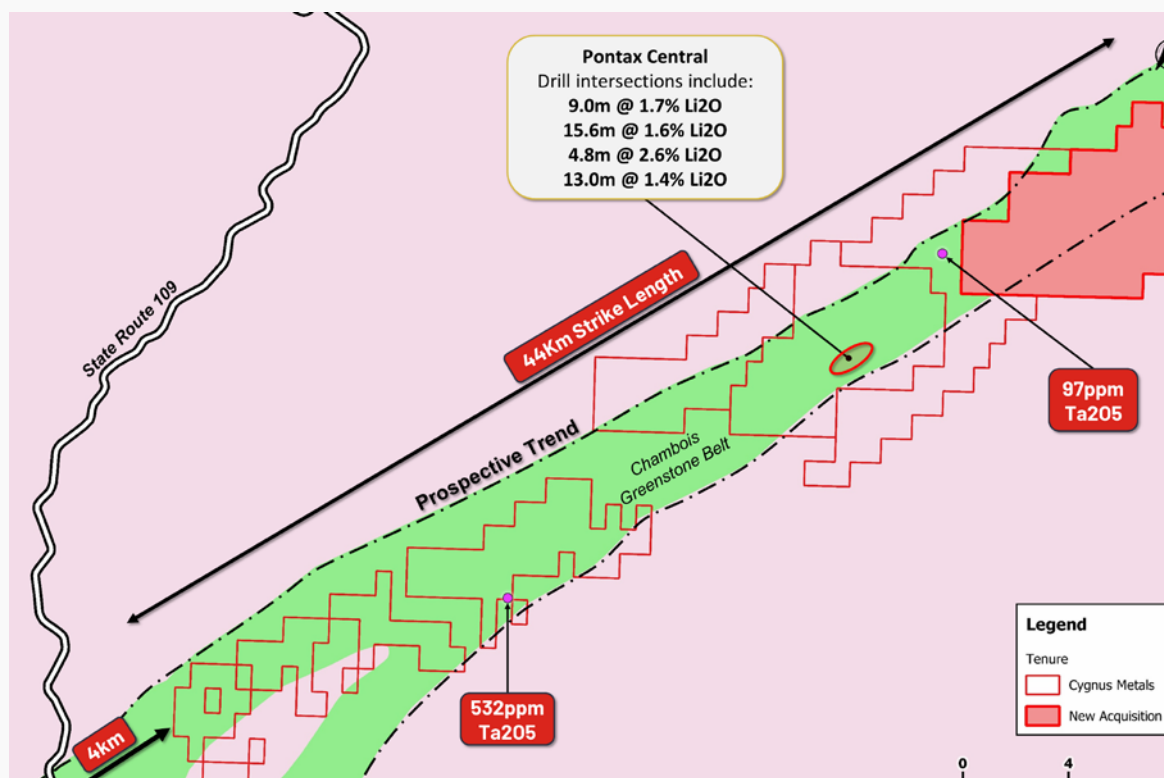 Pontax Central
Drill intersections include:
9.0m @ 1.7% Li2O
15.6m @ 1.6% Li2O
4.8m @ 2.6% Li2O
13.0m @ 1.4% Li2O
State Route 109
44Km Strike Length
97ppm
Ta2O5
Prospective Trend
Chambois
Greenstone Belt
532ppm
Ta2O5
4km
Legend
Tenure
Cygnus Metals
New Acquisition
0 4